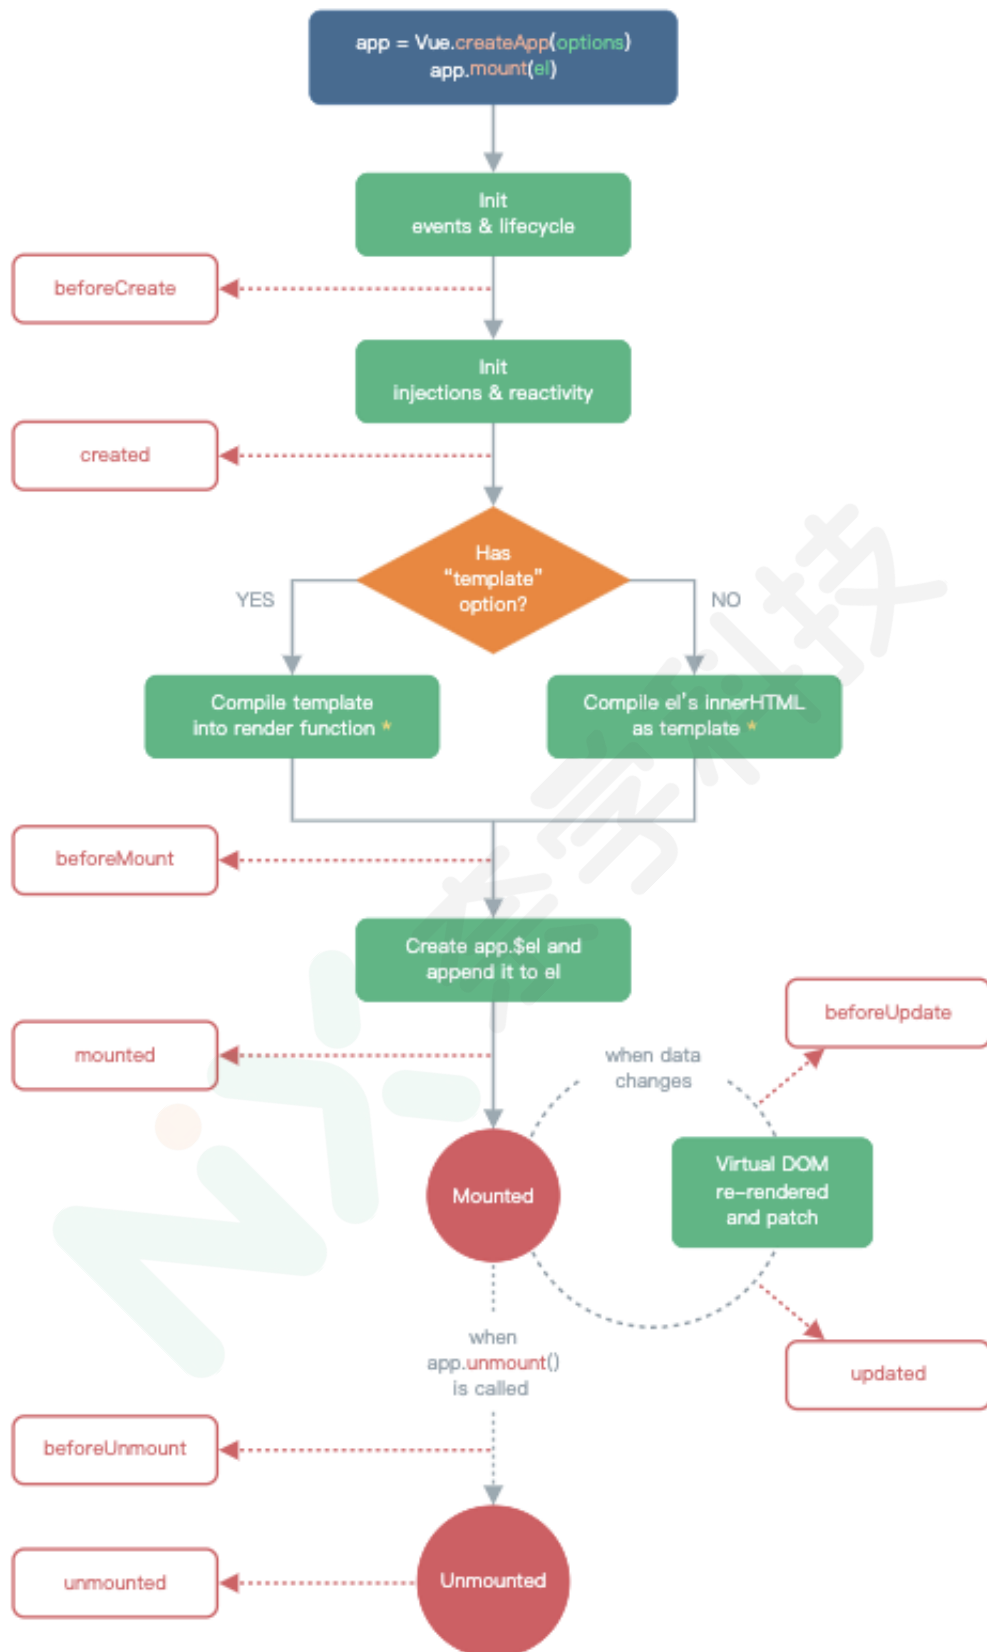 app = Vue.createApp(options)
app.mount(el)
Init
events & lifecycle
beforeCreate
Init
injections & reactivity
created
Has
“template”
option?
YES
NO
Compile template
into render function *
Compile el’s innerHTML
as template *
beforeMount
Create app.$el and
append it to el
beforeUpdate
mounted
when data
changes
Mounted
Virtual DOM
re-rendered
and patch
when
app.unmount()
is called
updated
beforeUnmount
unmounted
Unmounted
学科技